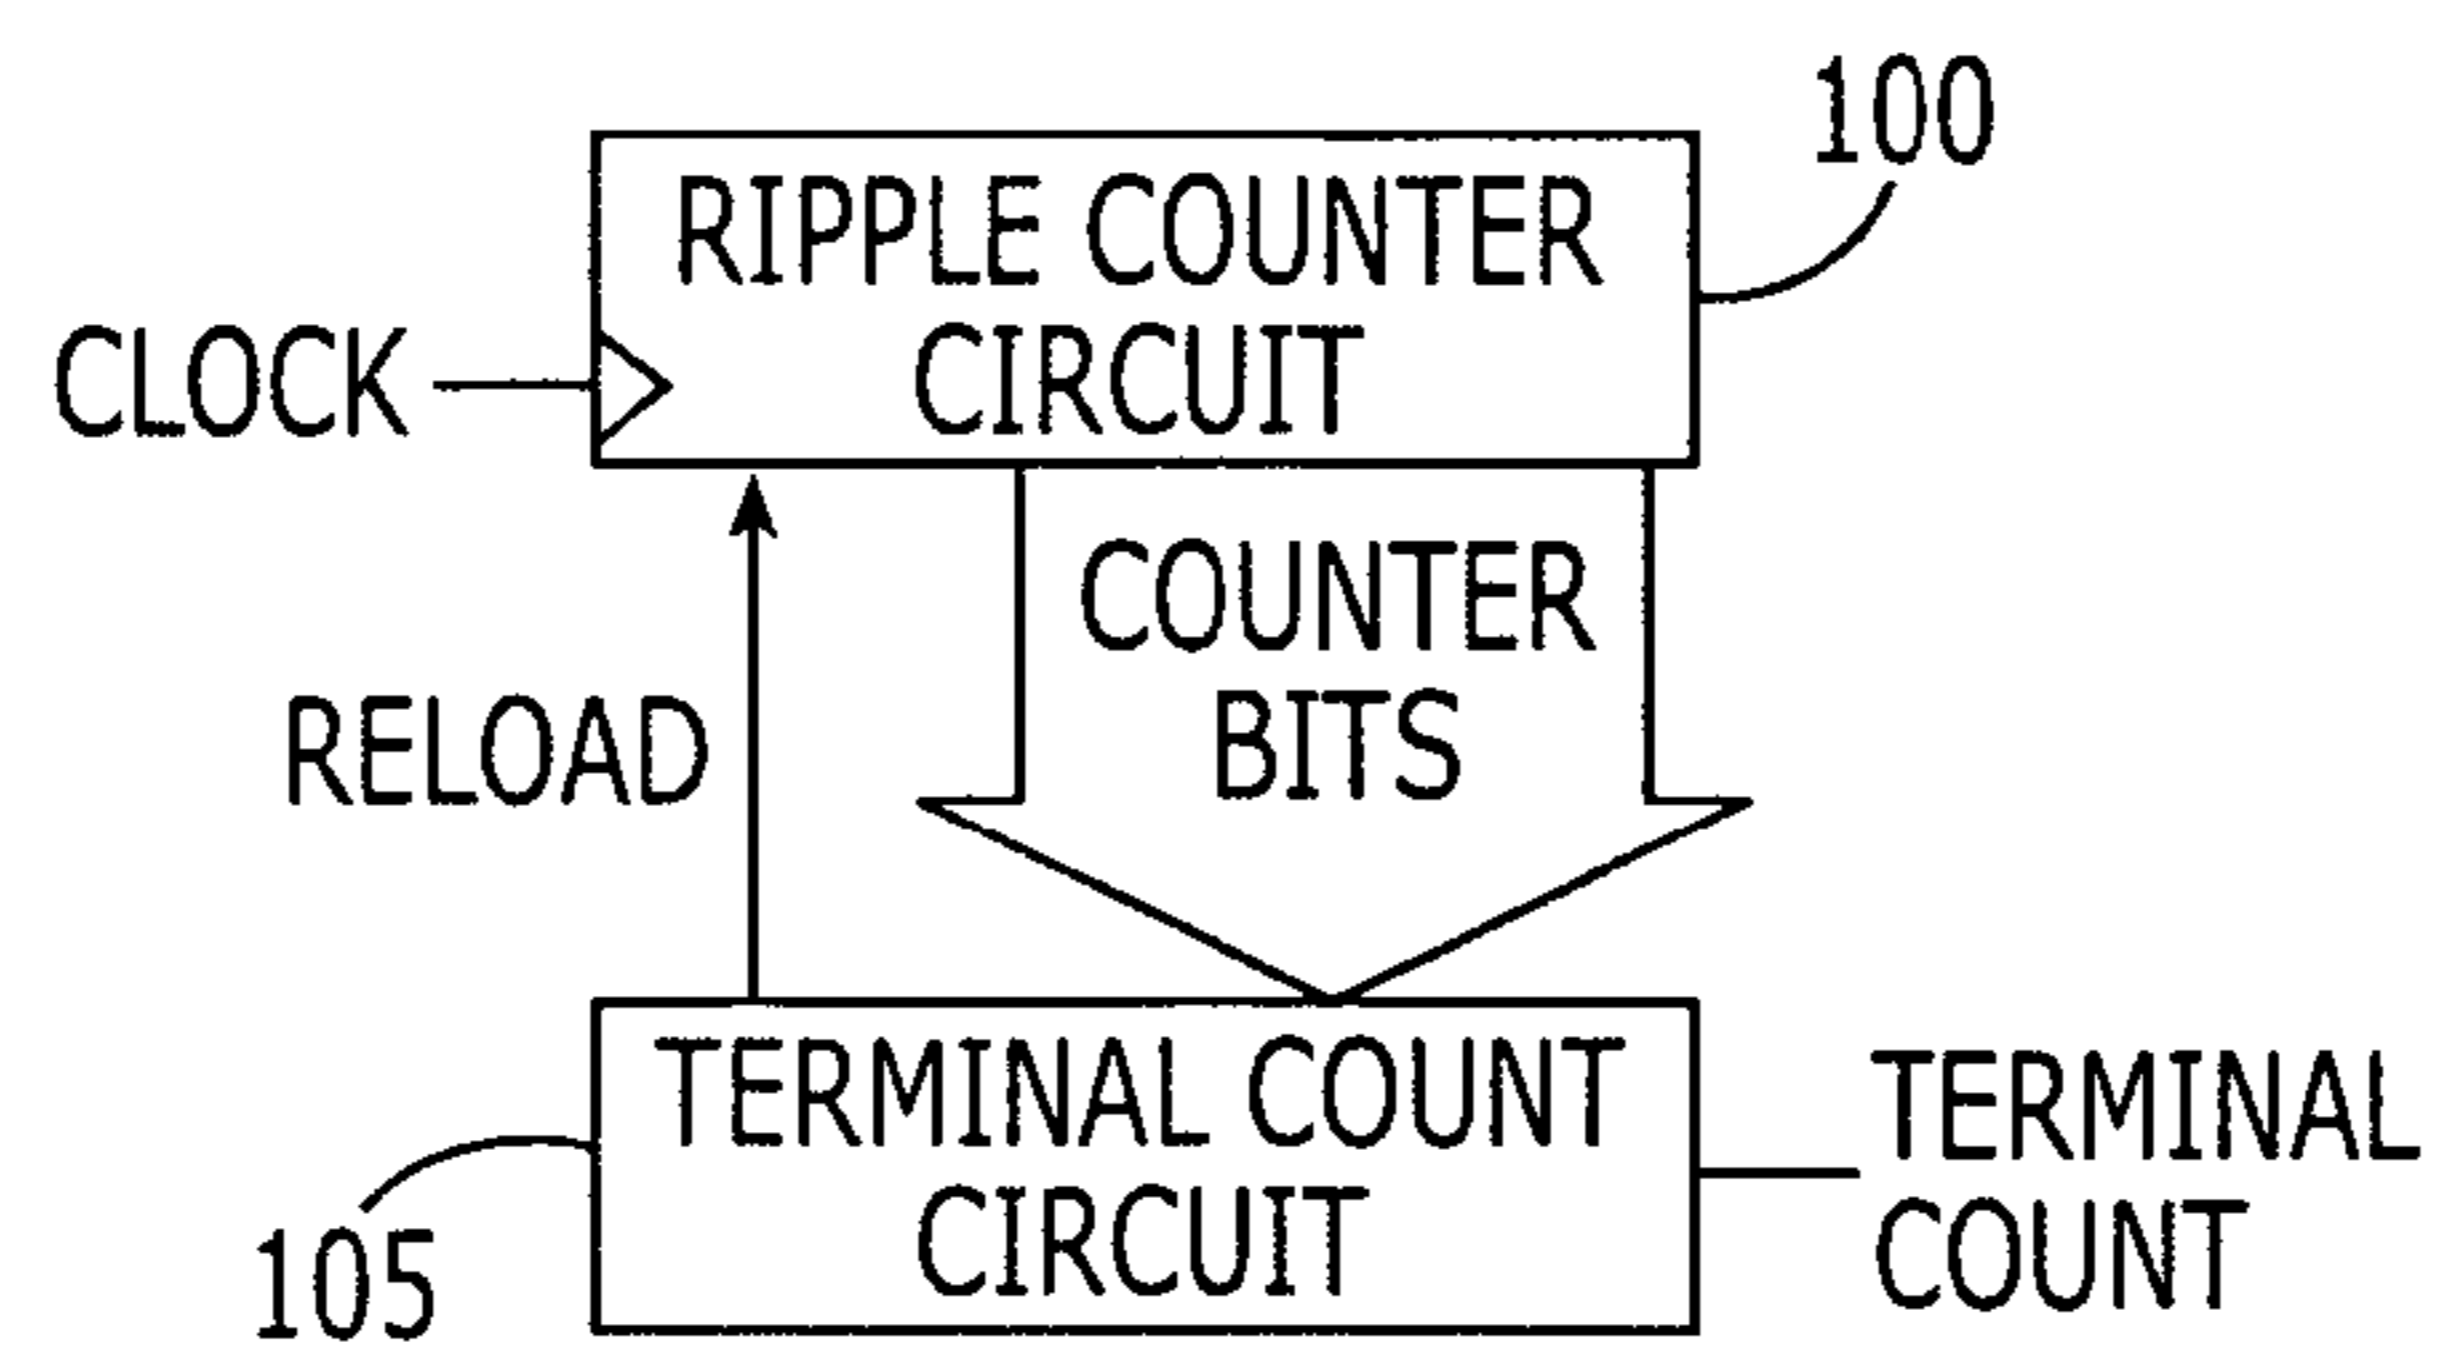 100
RIPPLE COUNTER
CIRCUIT
CLOCK
COUNTER
BITS
RELOAD
TERMINAL COUNT
CIRCUIT
TERMINAL
COUNT
105